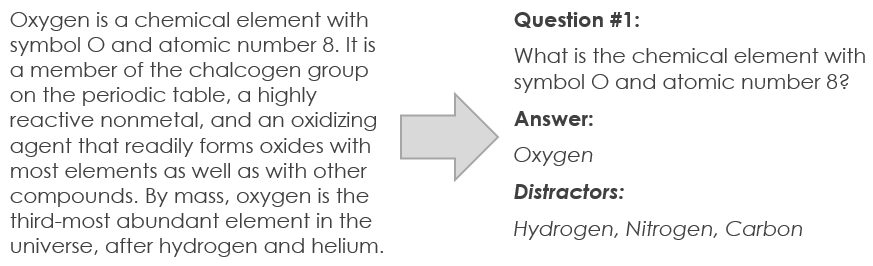 Oxygen is a chemical element with
symbol O and atomic number 8. It is
a member of the chalcogen group
on the periodic table, a highly
reactive nonmetal, and an oxidizing
agent that readily forms oxides with
most elements as well as with other
compounds. By mass, oxygen is the
third-most abundant element in the
universe, after hydrogen and helium.
Question #1:
What is the chemical element with
symbol O and atomic number 8?
Answer:
Oxygen
Distractors:
Hydrogen, Nitrogen, Carbon